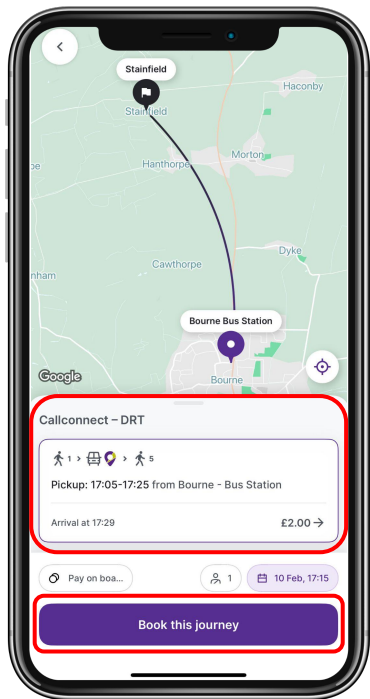 Stainfield
Haconby
Stainfield
Morton
pe
Hanthorpe
Dyke
Cawthorpe
nham
Bourne Bus Station
Google
Bourne
Callconnect – DRT
1 > > 5
Pickup: 17:05-17:25 from Bourne - Bus Station
Arrival at 17:29 £2.00 →
Pay on boa... 1 10 Feb, 17:15
Book this journey